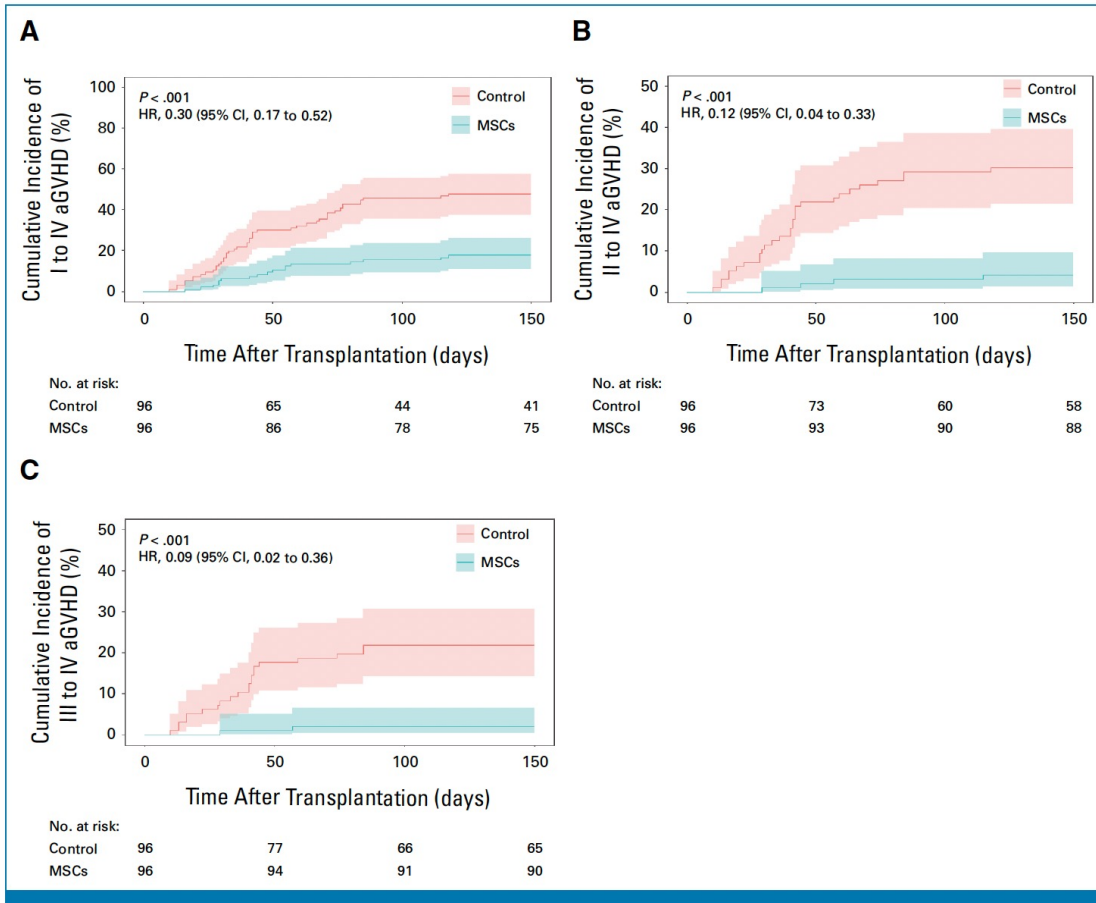 A
Cumulative Incidence of
I to IV aGVHD (%)
100
80
60
40
20
0
P < .001
HR, 0.30 (95% CI, 0.17 to 0.52)
Control
MSCs
0 50 100 150
Time After Transplantation (days)
No. at risk:
Control 96 65 44 41
MSCs 96 86 78 75
B
Cumulative Incidence of
II to IV aGVHD (%)
50
40
30
20
10
0
P < .001
HR, 0.12 (95% CI, 0.04 to 0.33)
Control
MSCs
0 50 100 150
Time After Transplantation (days)
No. at risk:
Control 96 73 60 58
MSCs 96 93 90 88
C
Cumulative Incidence of
III to IV aGVHD (%)
50
40
30
20
10
0
P < .001
HR, 0.09 (95% CI, 0.02 to 0.36)
Control
MSCs
0 50 100 150
Time After Transplantation (days)
No. at risk:
Control 96 77 66 65
MSCs 96 94 91 90